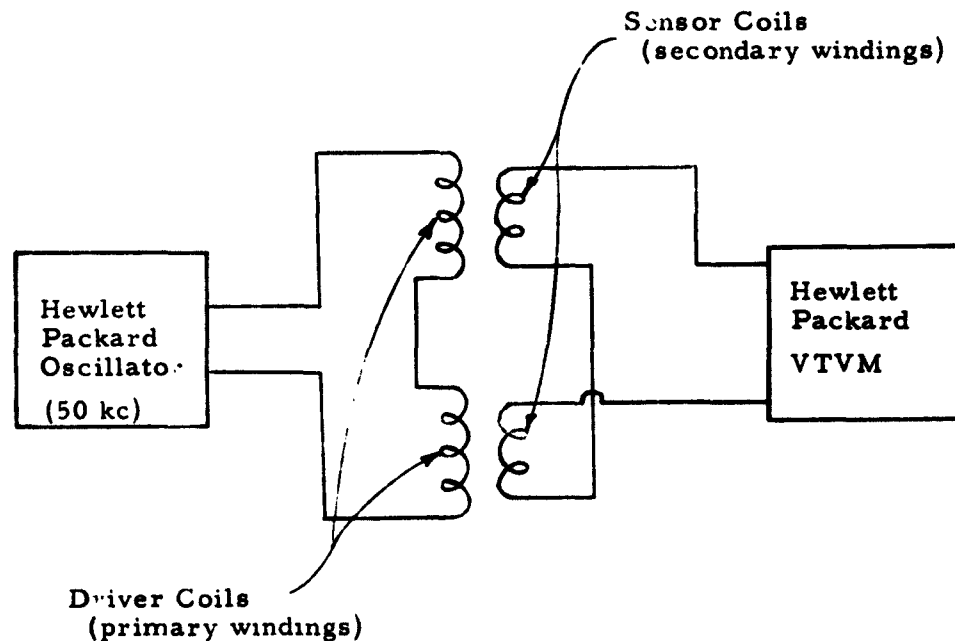 Sensor Coils
(secondary windings)
Hewlett
Packard
Oscillator
(50 kc)
Hewlett
Packard
VTVM
Driver Coils
(primary windings)